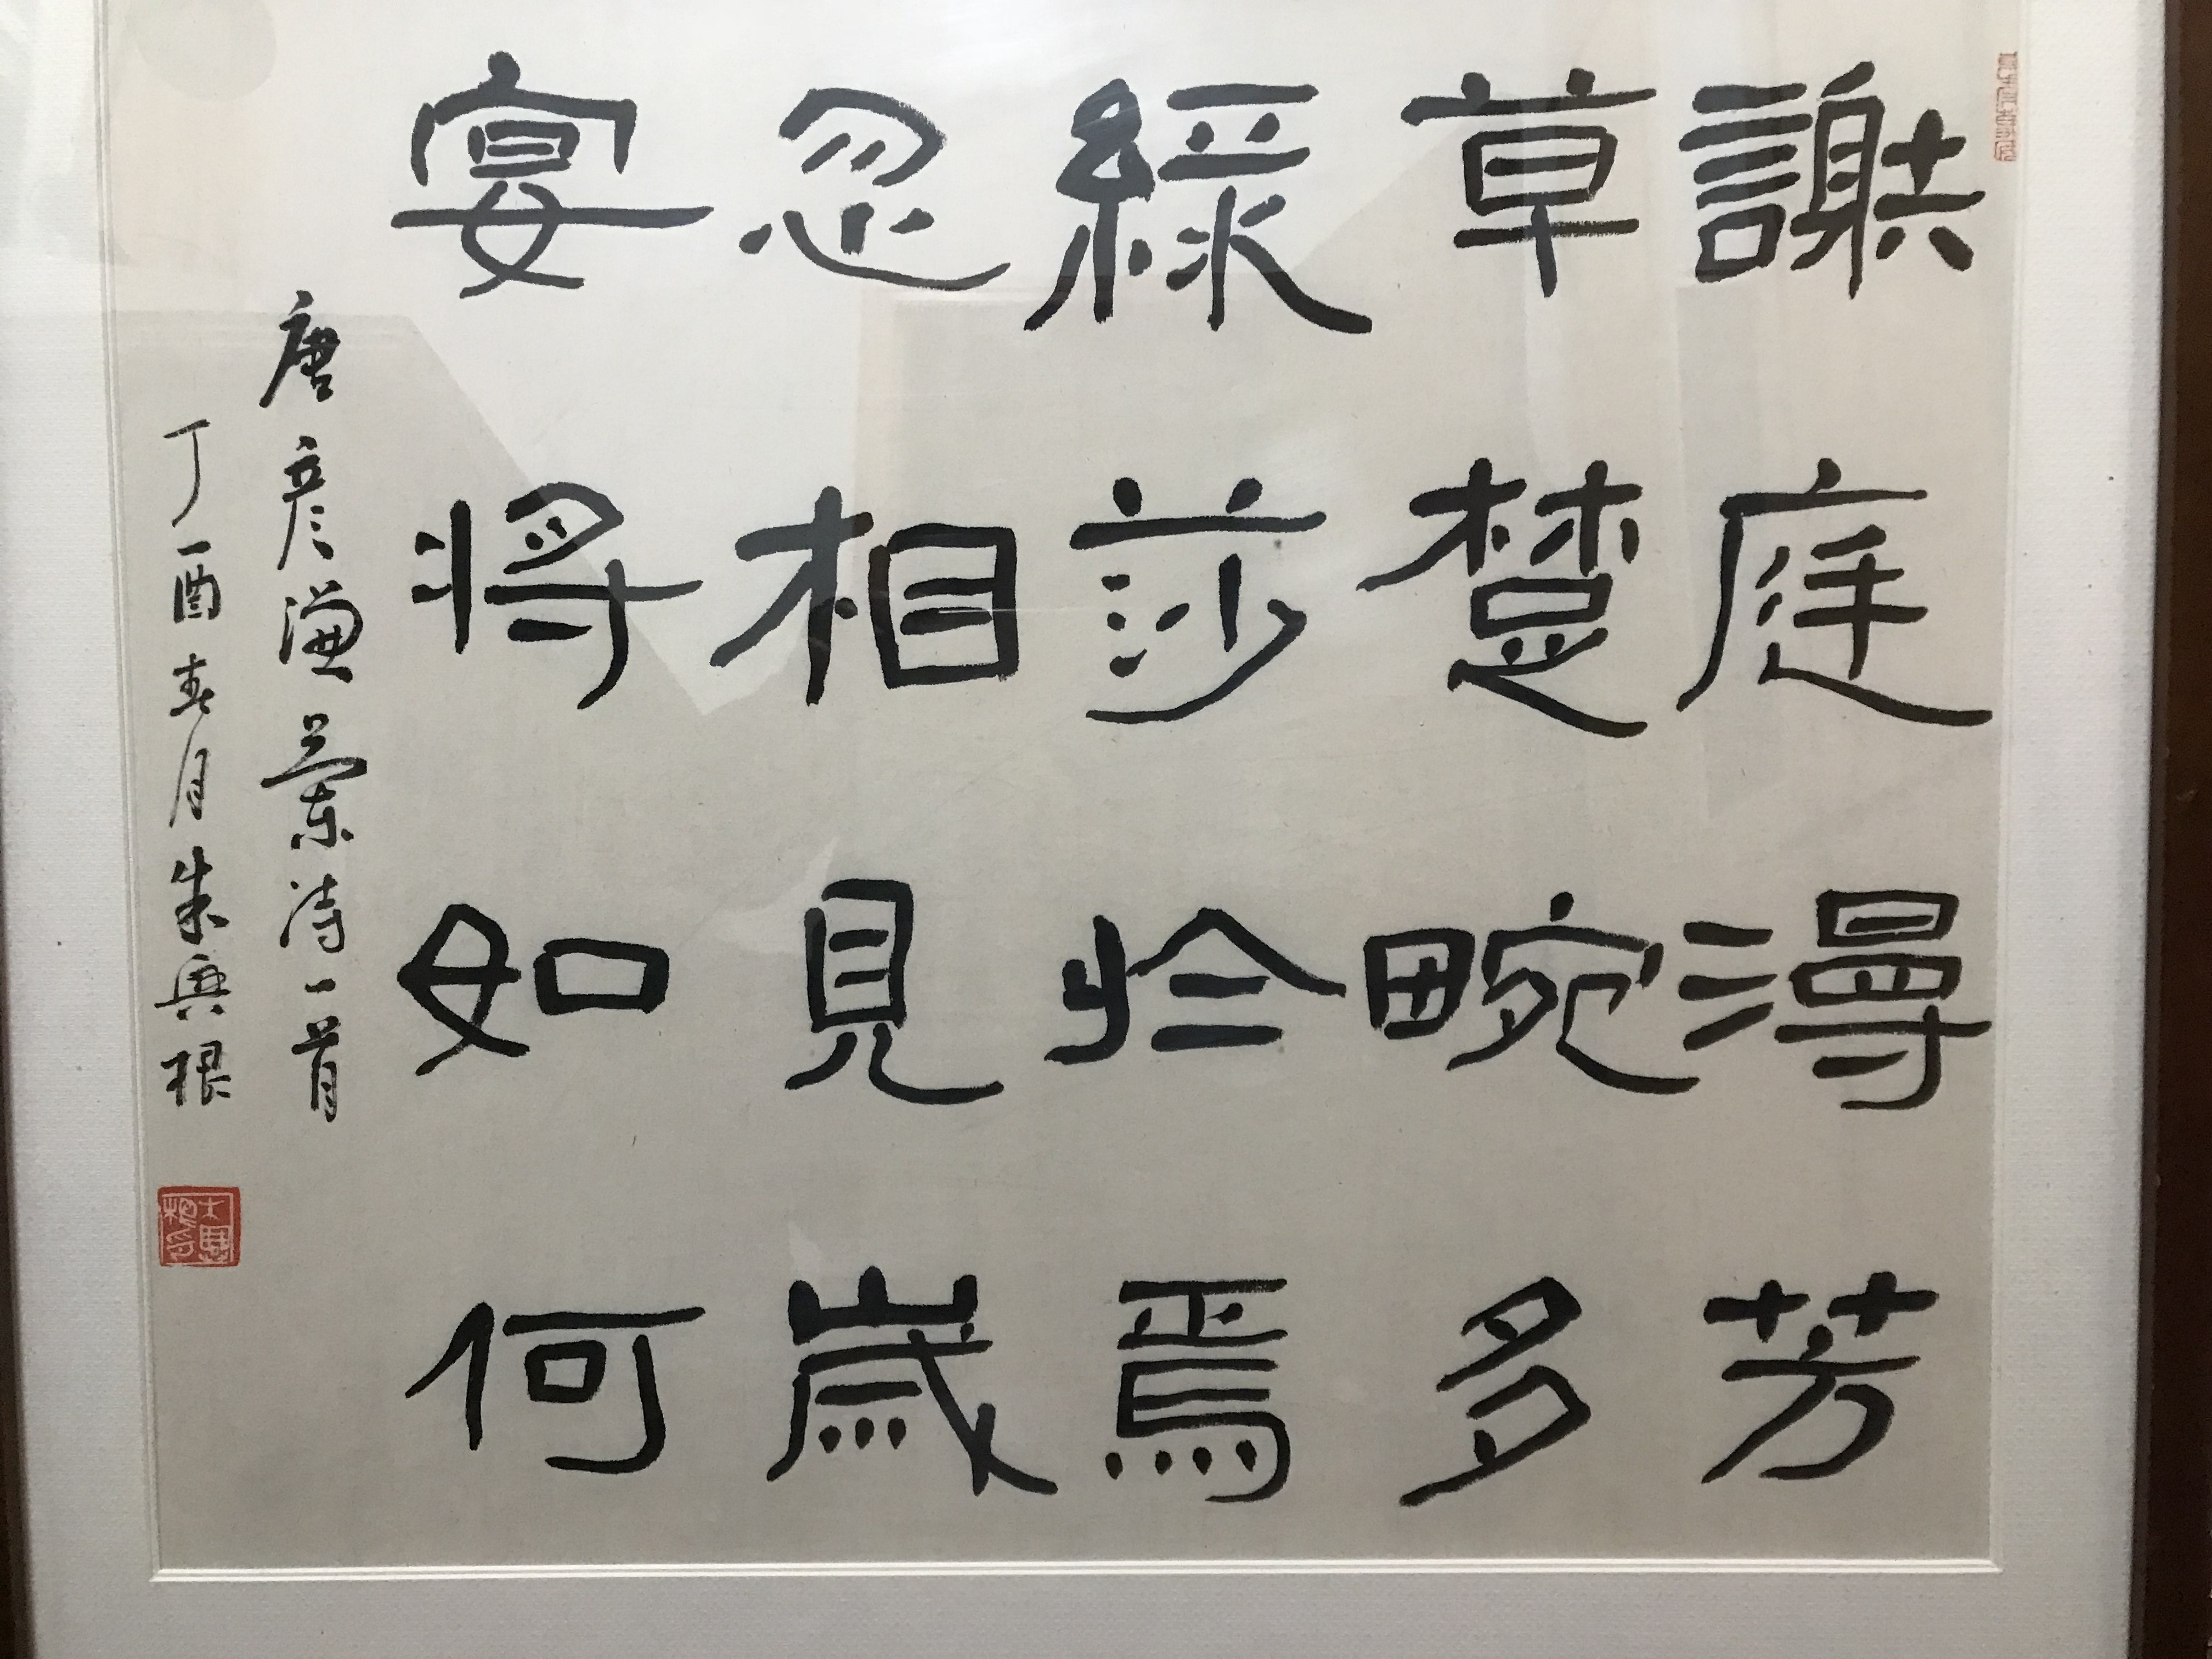 謝庭漫芳
草楚畹多
綠莎於焉
忽相見歲
宴將如何
唐彥謙蘭詩一首
丁酉春月朱興根